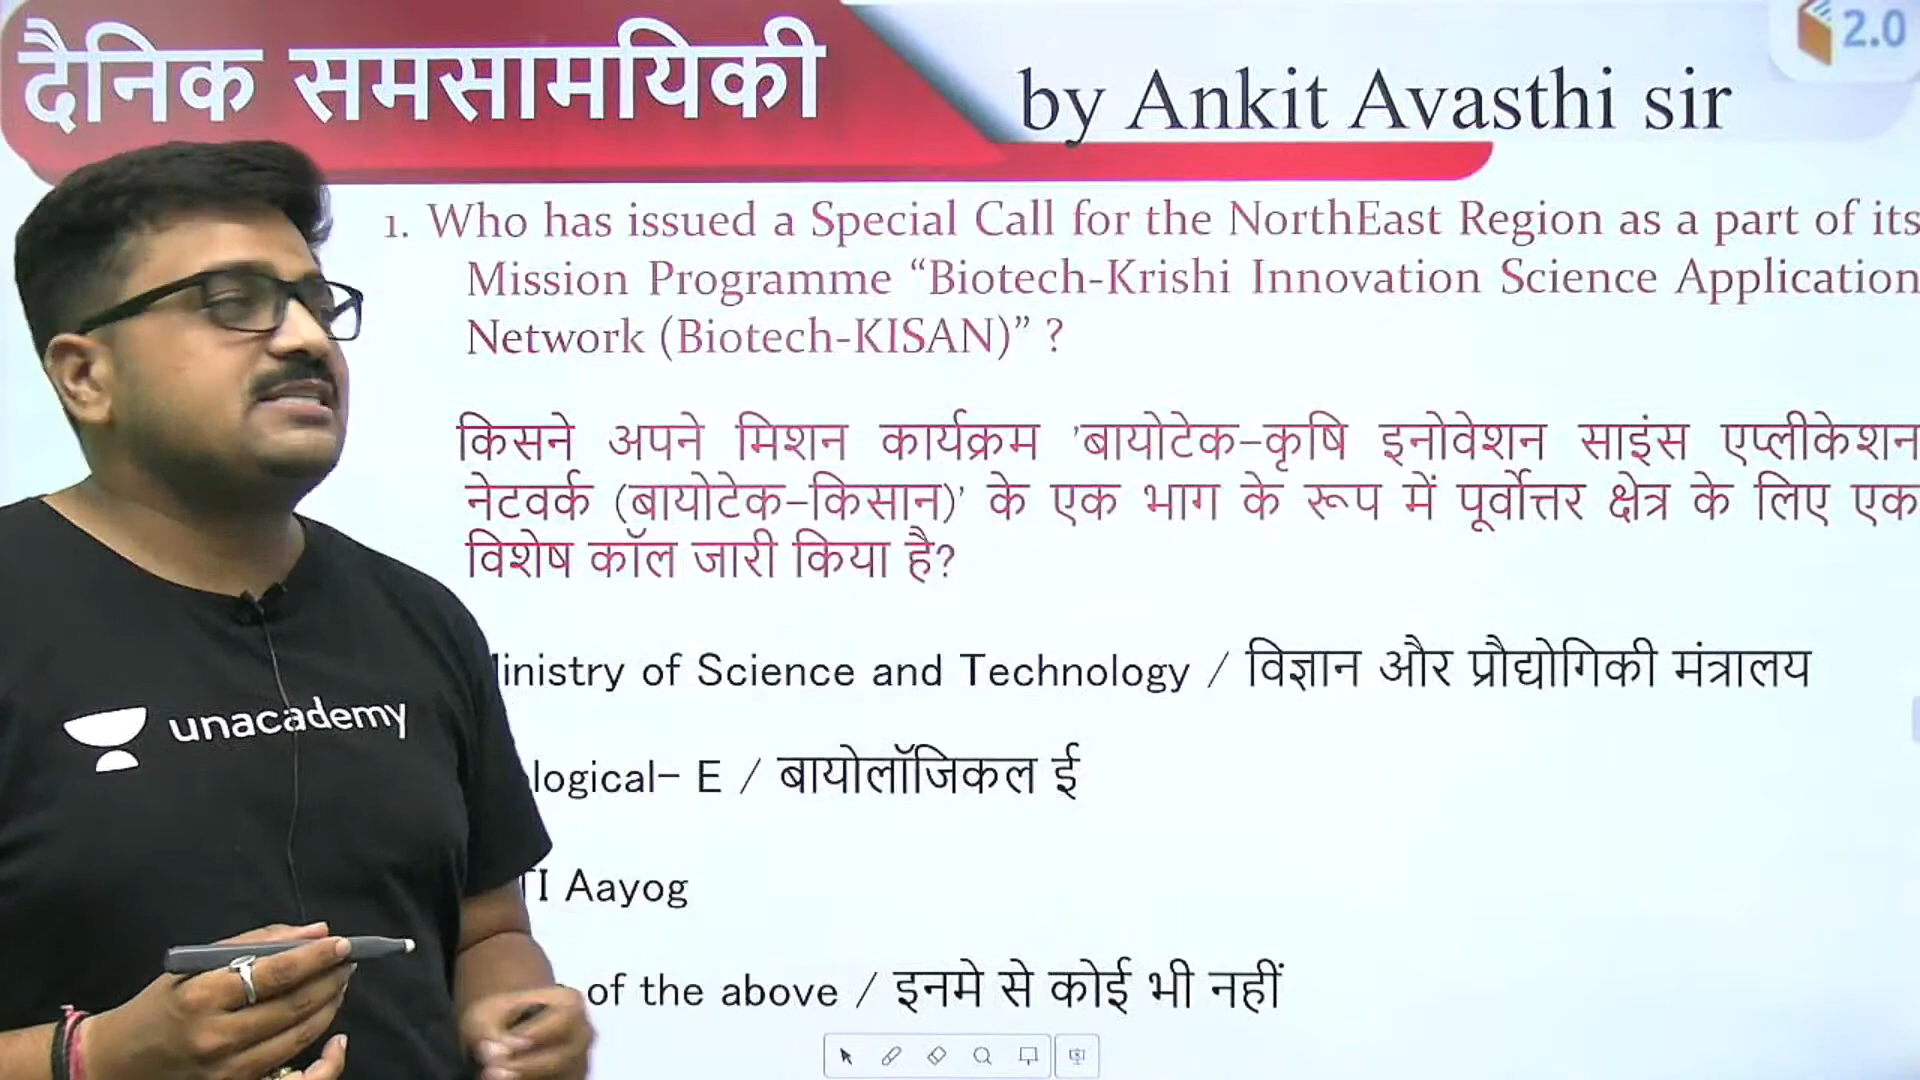 दैनिक समसामयिकी
by Ankit Avasthi sir
2.0
1. Who has issued a Special Call for the NorthEast Region as a part of its
Mission Programme “Biotech-Krishi Innovation Science Application
Network (Biotech-KISAN)” ?
किसने अपने मिशन कार्यक्रम 'बायोटेक-कृषि इनोवेशन साइंस एप्लीकेशन
नेटवर्क (बायोटेक-किसान)' के एक भाग के रूप में पूर्वोत्तर क्षेत्र के लिए एक
विशेष कॉल जारी किया है?
inistry of Science and Technology / विज्ञान और प्रौद्योगिकी मंत्रालय
logical- E / बायोलॉजिकल ई
I Aayog
of the above / इनमे से कोई भी नहीं
unacademy